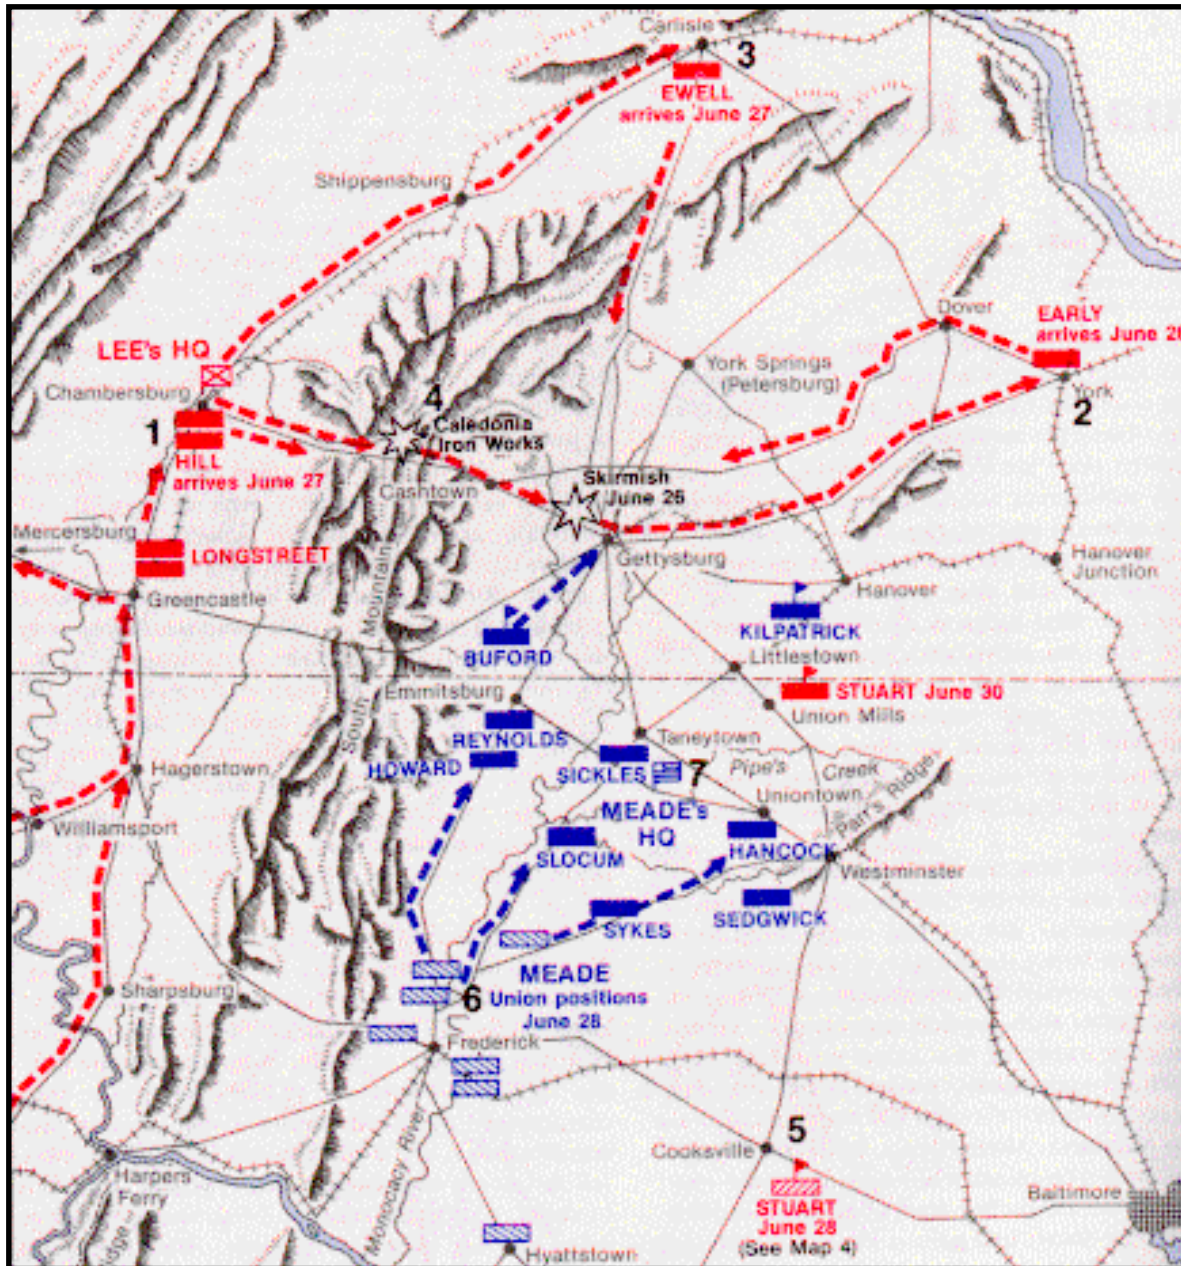 Carlisle
3
EWELL
arrives June 27
Shippensburg
Dover
EARLY
arrives June 28
LEE's HQ
York Springs
(Petersburg)
Chambersburg
York
2
4
Caledonia
Iron Works
1
HILL
arrives June 27
Skirmish
June 26
Cashtown
Mercersburg
LONGSTREET
Gettysburg
Hanover
Junction
Greencastle
Hanover
KILPATRICK
BUFORD
Littlestown
South Mountain
Emmitsburg
STUART June 30
Union Mills
REYNOLDS
Taneytown
HOWARD
SICKLES
7
Pipe's Creek
Hagerstown
Uniontown
Parr's Ridge
MEADE's
HQ
Williamsport
SLOCUM
HANCOCK
Westminster
SEDGWICK
SYKES
MEADE
Union positions
June 28
6
Sharpsburg
Frederick
Monocacy River
5
Cooksville
Harpers
Ferry
STUART
June 28
(See Map 4)
Baltimore
Hyattstown